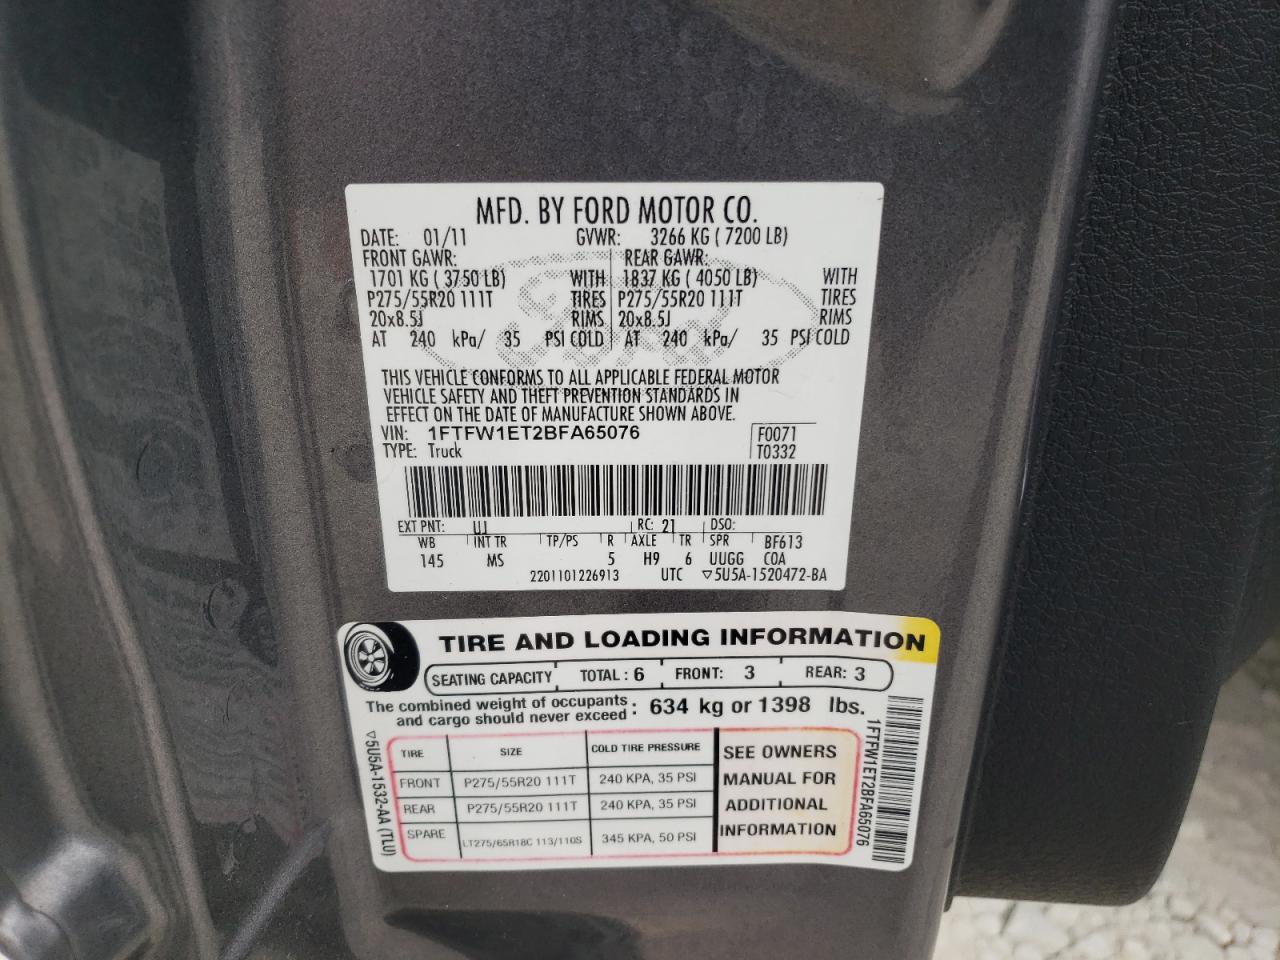 MFD. BY FORD MOTOR CO.
DATE: 01/11 GVWR: 3266 KG ( 7200 LB)
FRONT GAWR: REAR GAWR:
1701 KG ( 3750 LB) WITH 1837 KG ( 4050 LB) WITH
P275/55R20 111T TIRES P275/55R20 111T TIRES
20x8.5J RIMS 20x8.5J RIMS
AT 240 kPa/ 35 PSI COLD AT 240 kPa/ 35 PSI COLD
THIS VEHICLE CONFORMS TO ALL APPLICABLE FEDERAL MOTOR
VEHICLE SAFETY AND THEFT PREVENTION STANDARDS IN
EFFECT ON THE DATE OF MANUFACTURE SHOWN ABOVE.
VIN: 1FTFW1ET2BFA65076 F0071
TYPE: Truck T0332
EXT PNT: UJ RC: 21 DSO:
WB INT TR TP/PS R AXLE TR SPR BF613
145 MS 5 H9 6 UUGG COA
2201101226913 UTC ▽5U5A-1520472-BA
TIRE AND LOADING INFORMATION
SEATING CAPACITY TOTAL : 6 FRONT: 3 REAR: 3
The combined weight of occupants
and cargo should never exceed : 634 kg or 1398 lbs.
TIRE SIZE COLD TIRE PRESSURE
FRONT P275/55R20 111T 240 KPA, 35 PSI
REAR P275/55R20 111T 240 KPA, 35 PSI
SPARE LT275/65R18C 113/110S 345 KPA, 50 PSI
SEE OWNERS
MANUAL FOR
ADDITIONAL
INFORMATION
▽5U5A-1532-AA (TLU)
1FTFW1ET2BFA65076